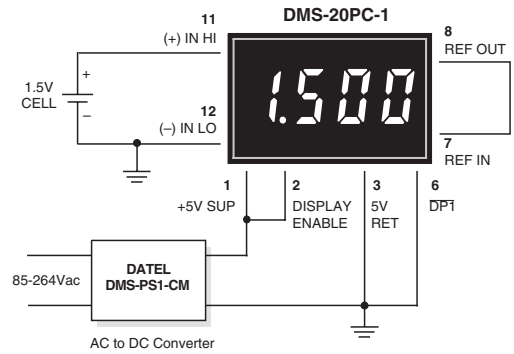 DMS-20PC-1
11
(+) IN HI
8
REF OUT
1.500
+
1.5V
CELL
–
12
(–) IN LO
7
REF IN
1
+5V SUP
2
DISPLAY
ENABLE
3
5V
RET
6
DP1
85-264Vac
DATEL
DMS-PS1-CM
AC to DC Converter